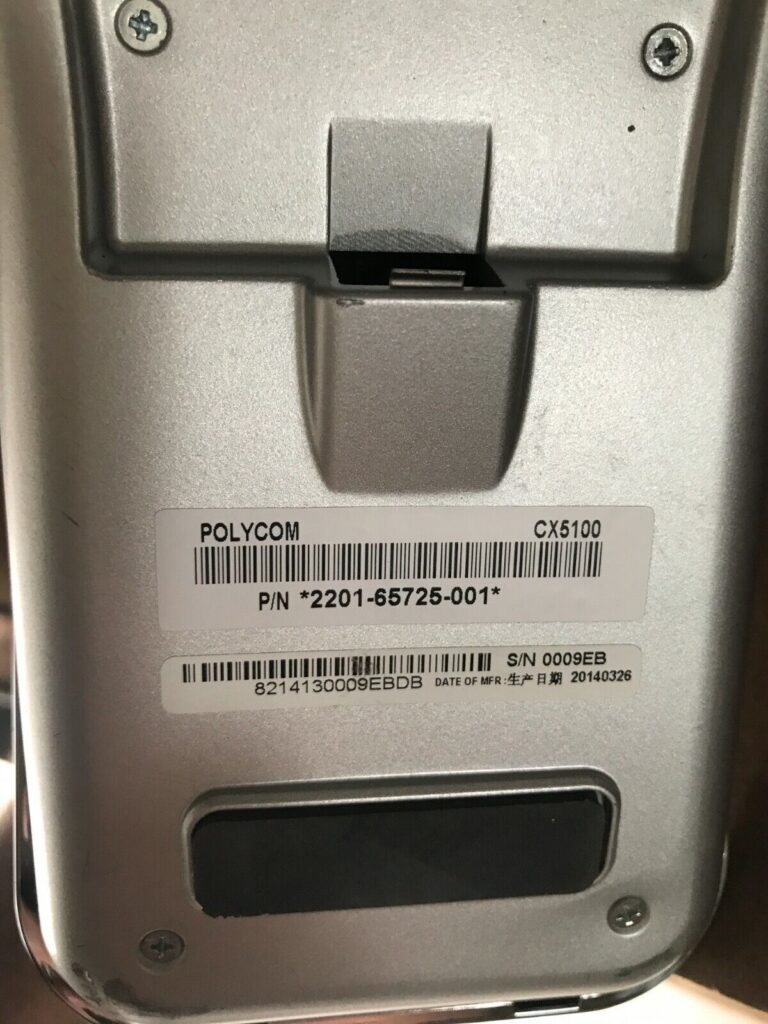 POLYCOM CX5100
P/N *2201-65725-001*
S/N 0009EB
8214130009EBDB DATE OF MFR:生产日期 20140326